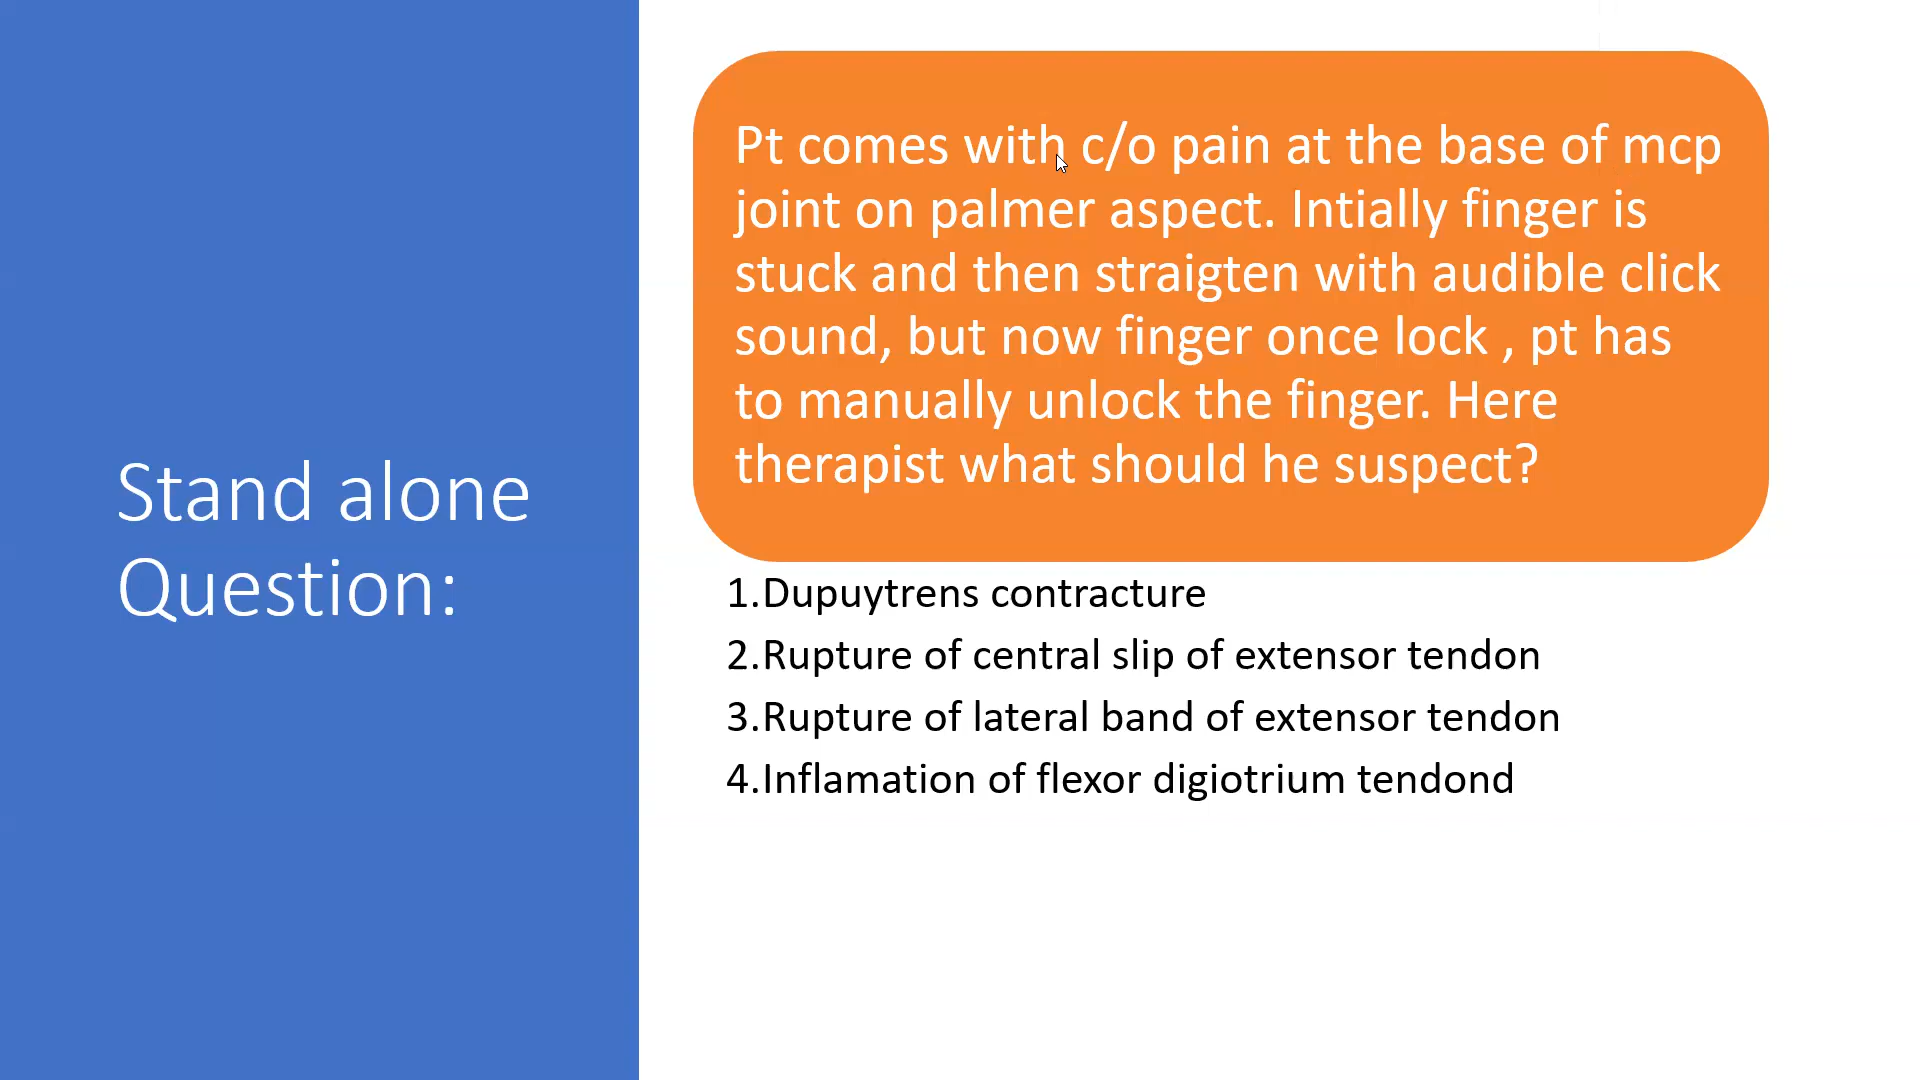 Stand alone
Question:
Pt comes with c/o pain at the base of mcp
joint on palmer aspect. Intially finger is
stuck and then straigten with audible click
sound, but now finger once lock , pt has
to manually unlock the finger. Here
therapist what should he suspect?
1.Dupuytrens contracture
2.Rupture of central slip of extensor tendon
3.Rupture of lateral band of extensor tendon
4.Inflamation of flexor digiotrium tendond